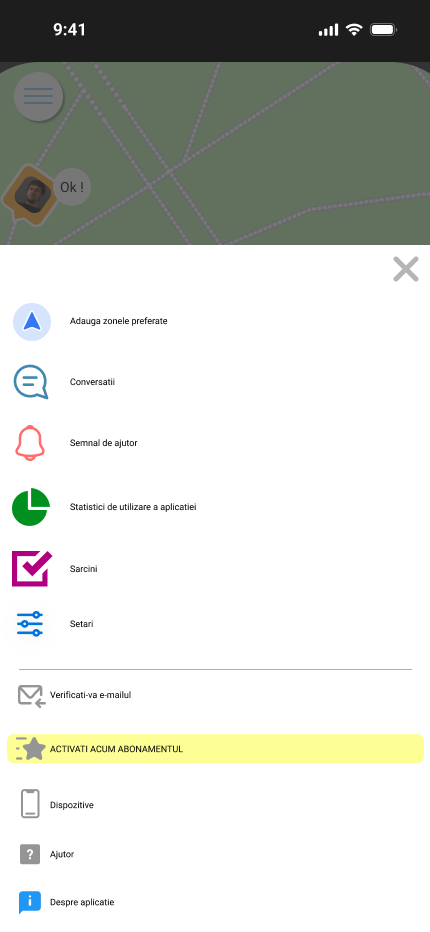 9:41
Ok !
Adauga zonele preferate
Conversatii
Semnal de ajutor
Statistici de utilizare a aplicatiei
Sarcini
Setari
Verificati-va e-mailul
ACTIVATI ACUM ABONAMENTUL
Dispozitive
?
Ajutor
i
Despre aplicatie